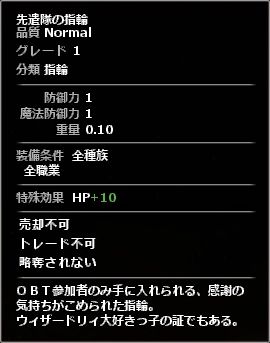 先遣隊の指輪
品質 Normal
グレード 1
分類 指輪
防御力 1
魔法防御力 1
重量 0.10
装備条件 全種族
全職業
特殊効果 HP+10
売却不可
トレード不可
略奪されない
ＯＢＴ参加者のみ手に入れられる、感謝の
気持ちがこめられた指輪。
ウィザードリィ大好きっ子の証でもある。